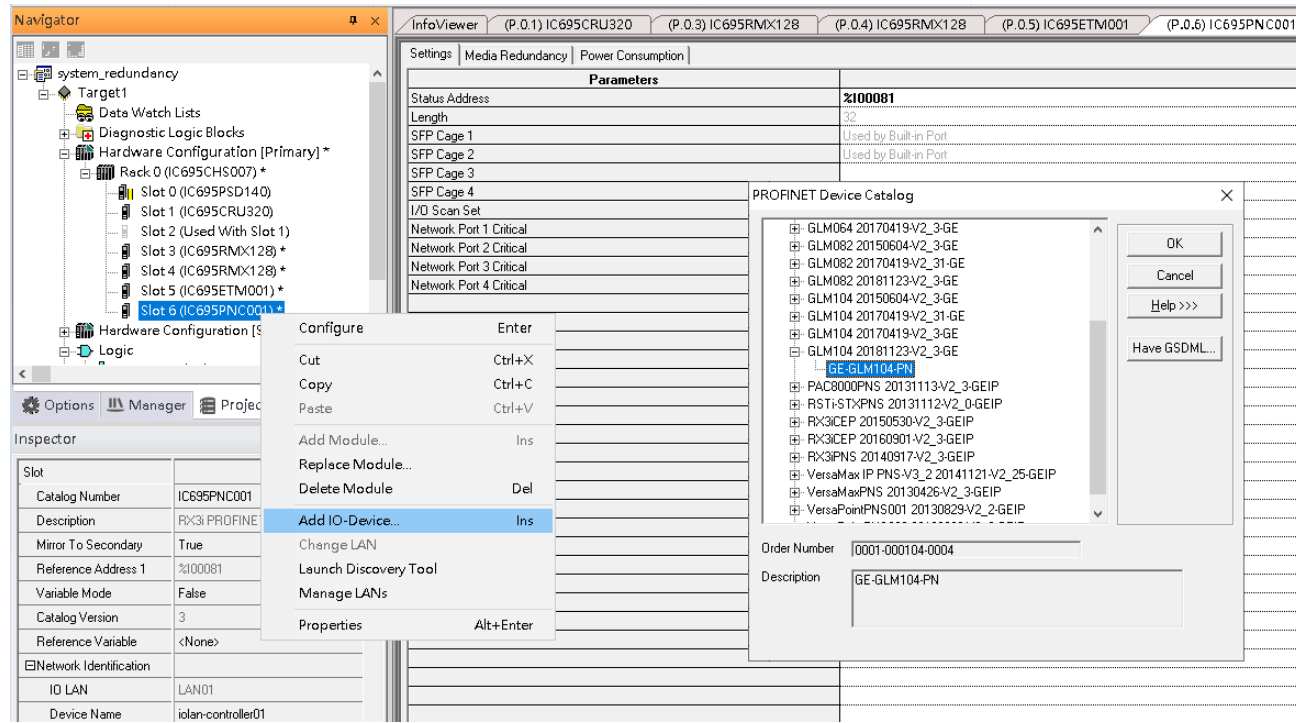 Navigator
system_redundancy
Target1
Data Watch Lists
Diagnostic Logic Blocks
Hardware Configuration [Primary] *
Rack 0 (IC695CHS007) *
Slot 0 (IC695PSD140)
Slot 1 (IC695CRU320)
Slot 2 (Used With Slot 1)
Slot 3 (IC695RMX128) *
Slot 4 (IC695RMX128) *
Slot 5 (IC695ETM001) *
Slot 6 (IC695PNC001) *
Hardware Configuration [S
Logic
Options Manager Projec
Inspector
Slot
Catalog Number IC695PNC001
Description RX3i PROFINET
Mirror To Secondary True
Reference Address 1 %I00081
Variable Mode False
Catalog Version 3
Reference Variable <None>
Network Identification
IO LAN LAN01
Device Name iolan-controller01
Configure Enter
Cut Ctrl+X
Copy Ctrl+C
Paste Ctrl+V
Add Module... Ins
Replace Module...
Delete Module Del
Add IO-Device... Ins
Change LAN
Launch Discovery Tool
Manage LANs
Properties Alt+Enter
InfoViewer (P.0.1) IC695CRU320 (P.0.3) IC695RMX128 (P.0.4) IC695RMX128 (P.0.5) IC695ETM001 (P.0.6) IC695PNC001
Settings Media Redundancy Power Consumption
Parameters
Status Address %I00081
Length 32
SFP Cage 1 Used by Built-in Port
SFP Cage 2 Used by Built-in Port
SFP Cage 3
SFP Cage 4
I/O Scan Set
Network Port 1 Critical
Network Port 2 Critical
Network Port 3 Critical
Network Port 4 Critical
PROFINET Device Catalog
GLM064 20170419-V2_3-GE
GLM082 20150604-V2_3-GE
GLM082 20170419-V2_31-GE
GLM082 20181123-V2_3-GE
GLM104 20150604-V2_3-GE
GLM104 20170419-V2_31-GE
GLM104 20170419-V2_3-GE
GLM104 20181123-V2_3-GE
GE-GLM104-PN
PAC8000PNS 20131113-V2_3-GEIP
RSTi-STXPNS 20131112-V2_0-GEIP
RX3iCEP 20150530-V2_3-GEIP
RX3iCEP 20160901-V2_3-GEIP
RX3iPNS 20140917-V2_3-GEIP
VersaMax IP PNS-V3_2 20141121-V2_25-GEIP
VersaMaxPNS 20130426-V2_3-GEIP
VersaPointPNS001 20130829-V2_2-GEIP
OK
Cancel
Help >>>
Have GSDML...
Order Number 0001-000104-0004
Description GE-GLM104-PN